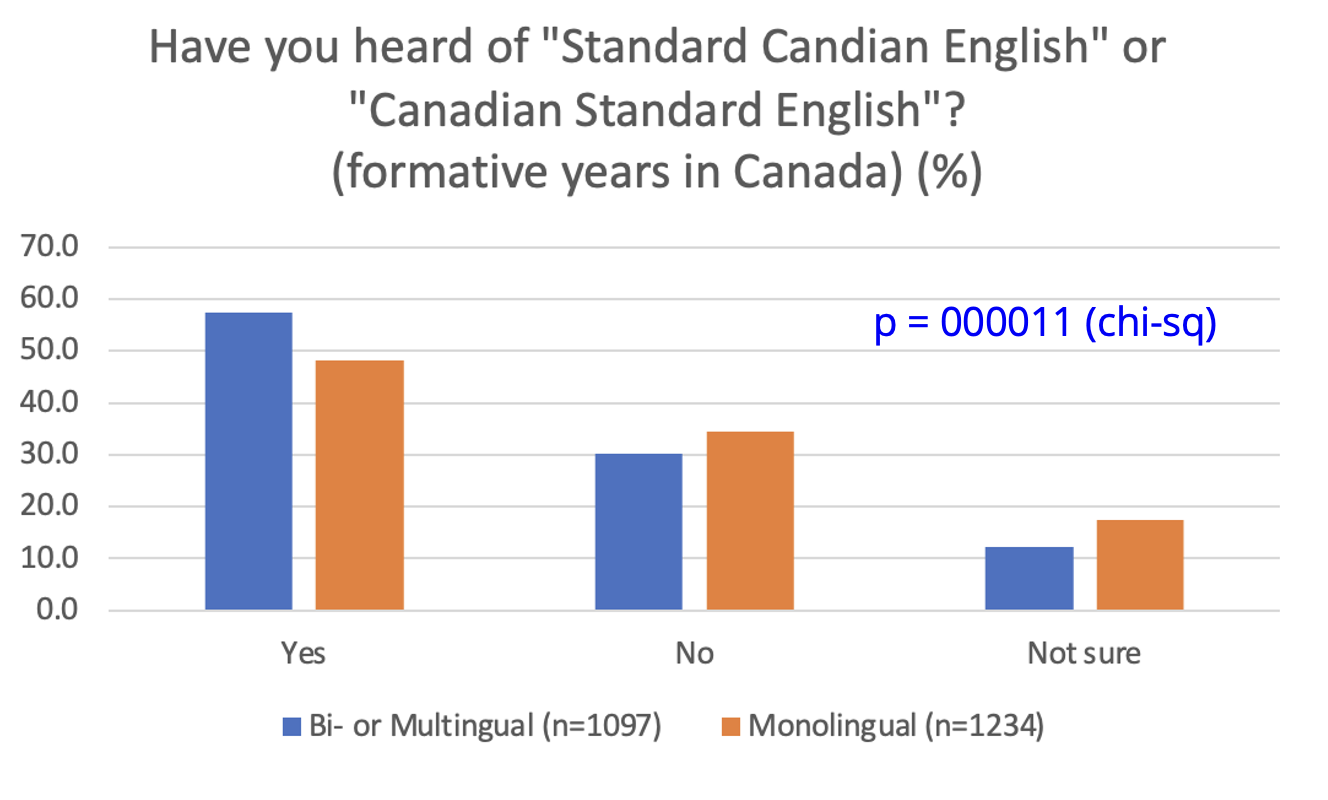 Have you heard of "Standard Candian English" or
"Canadian Standard English"?
(formative years in Canada) (%)
70.0
60.0
p = 000011 (chi-sq)
50.0
40.0
30.0
20.0
10.0
0.0
Yes No Not sure
Bi- or Multingual (n=1097) Monolingual (n=1234)